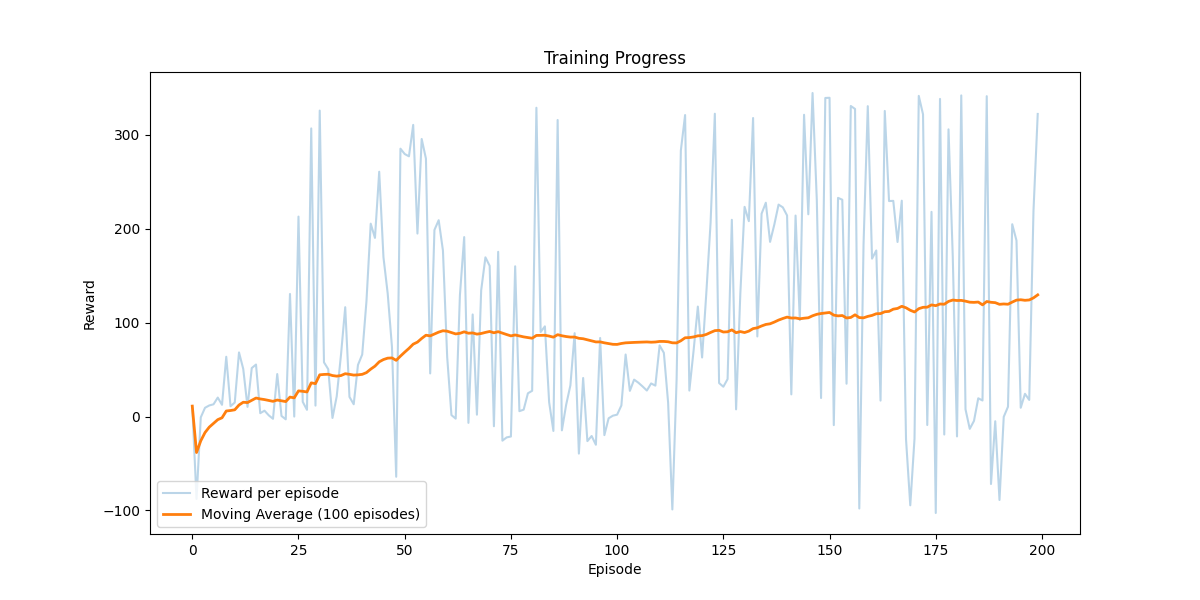 Training Progress
Reward
300
200
100
0
−100
Reward per episode
Moving Average (100 episodes)
0 25 50 75 100 125 150 175 200
Episode